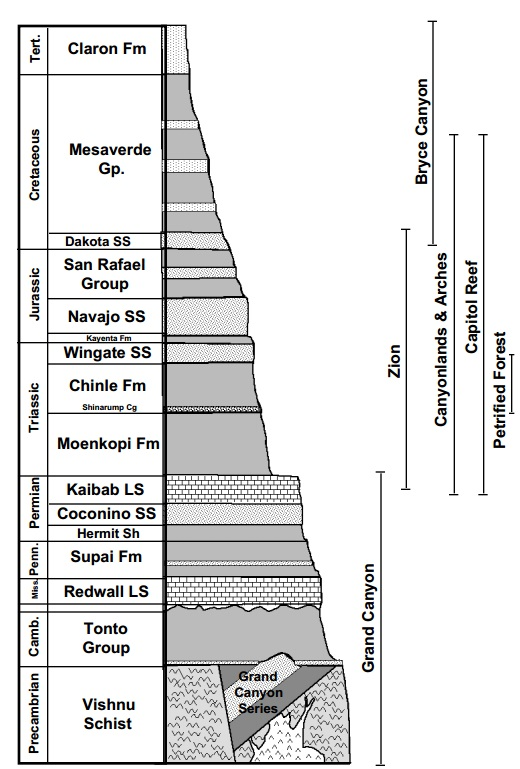 Tert.
Claron Fm
Cretaceous
Mesaverde
Gp.
Dakota SS
Jurassic
San Rafael
Group
Navajo SS
Kayenta Fm
Triassic
Wingate SS
Chinle Fm
Shinarump Cg
Moenkopi Fm
Permian
Kaibab LS
Coconino SS
Hermit Sh
Penn.
Supai Fm
Miss.
Redwall LS
Camb.
Tonto
Group
Precambrian
Vishnu
Schist
Grand
Canyon
Series
Grand Canyon
Zion
Bryce Canyon
Canyonlands & Arches
Capitol Reef
Petrified Forest